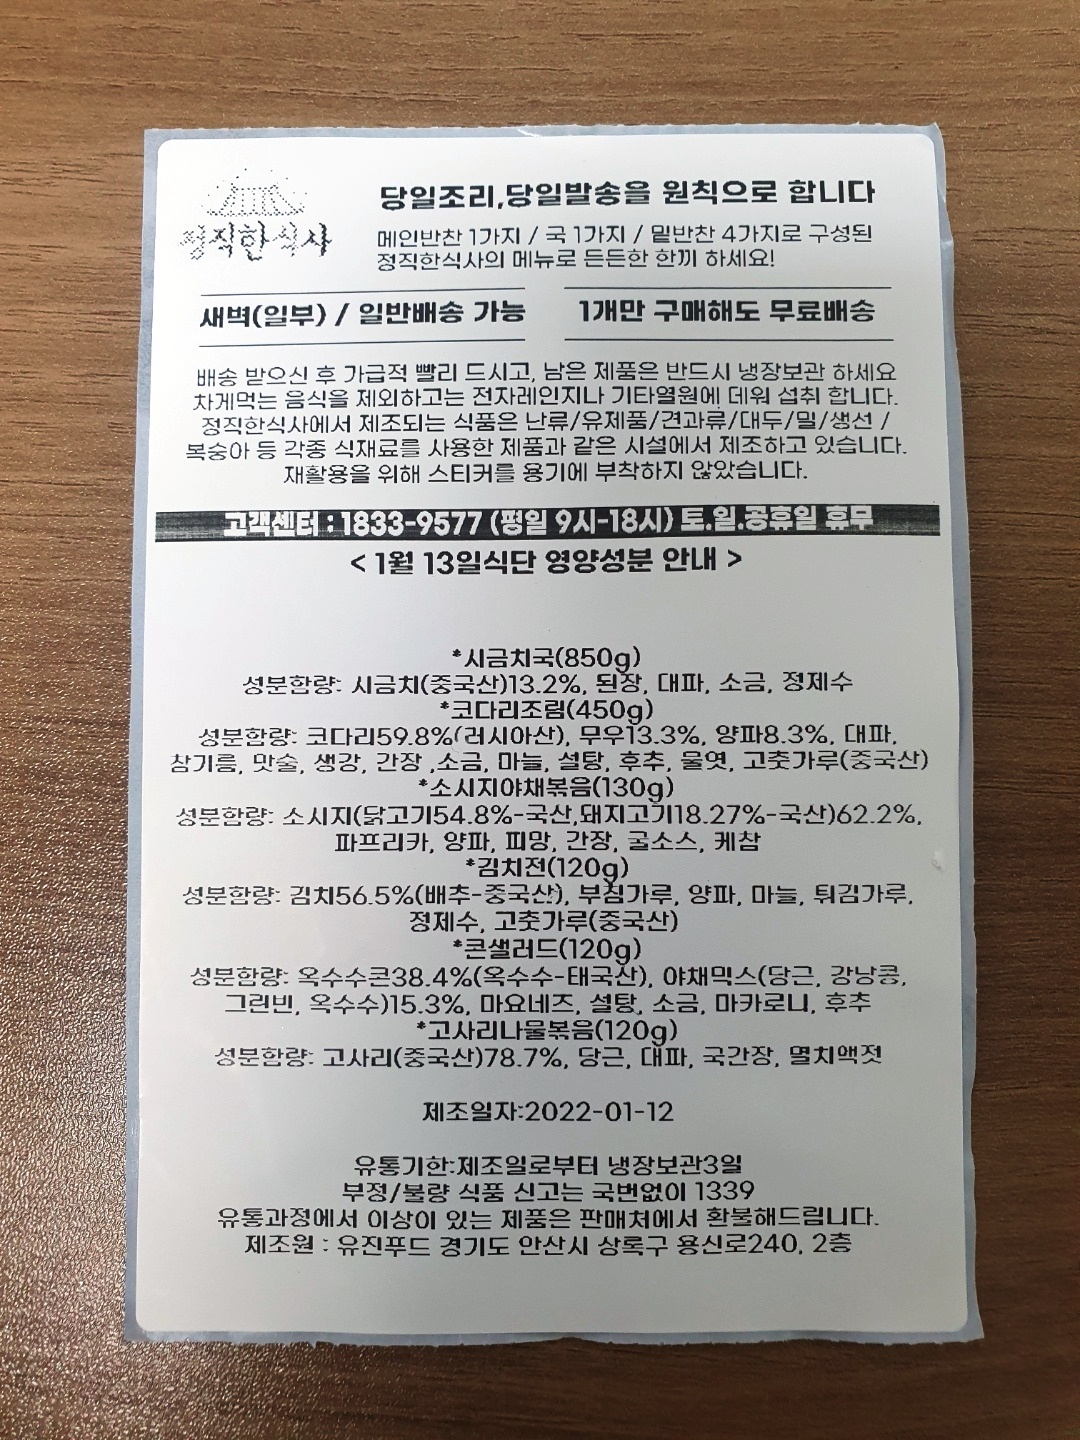 정직한식사
당일조리,당일발송을 원칙으로 합니다
메인반찬 1가지 / 국 1가지 / 밑반찬 4가지로 구성된
정직한식사의 메뉴로 든든한 한끼 하세요!
새벽(일부) / 일반배송 가능
1개만 구매해도 무료배송
배송 받으신 후 가급적 빨리 드시고, 남은 제품은 반드시 냉장보관 하세요
차게먹는 음식을 제외하고는 전자레인지나 기타열원에 데워 섭취 합니다.
정직한식사에서 제조되는 식품은 난류/유제품/견과류/대두/밀/생선 /
복숭아 등 각종 식재료를 사용한 제품과 같은 시설에서 제조하고 있습니다.
재활용을 위해 스티커를 용기에 부착하지 않았습니다.
고객센터 : 1833-9577 (평일 9시-18시) 토.일.공휴일 휴무
< 1월 13일식단 영양성분 안내 >
*시금치국(850g)
성분함량: 시금치(중국산)13.2%, 된장, 대파, 소금, 정제수
*코다리조림(450g)
성분함량: 코다리59.8%(러시아산), 무우13.3%, 양파8.3%, 대파,
참기름, 맛술, 생강, 간장 ,소금, 마늘, 설탕, 후추, 물엿, 고춧가루(중국산)
*소시지야채볶음(130g)
성분함량: 소시지(닭고기54.8%-국산,돼지고기18.27%-국산)62.2%,
파프리카, 양파, 피망, 간장, 굴소스, 케찹
*김치전(120g)
성분함량: 김치56.5%(배추-중국산), 부침가루, 양파, 마늘, 튀김가루,
정제수, 고춧가루(중국산)
*콘샐러드(120g)
성분함량: 옥수수콘38.4%(옥수수-태국산), 야채믹스(당근, 강낭콩,
그린빈, 옥수수)15.3%, 마요네즈, 설탕, 소금, 마카로니, 후추
*고사리나물볶음(120g)
성분함량: 고사리(중국산)78.7%, 당근, 대파, 국간장, 멸치액젓
제조일자:2022-01-12
유통기한:제조일로부터 냉장보관3일
부정/불량 식품 신고는 국번없이 1339
유통과정에서 이상이 있는 제품은 판매처에서 환불해드립니다.
제조원 : 유진푸드 경기도 안산시 상록구 용신로240, 2층